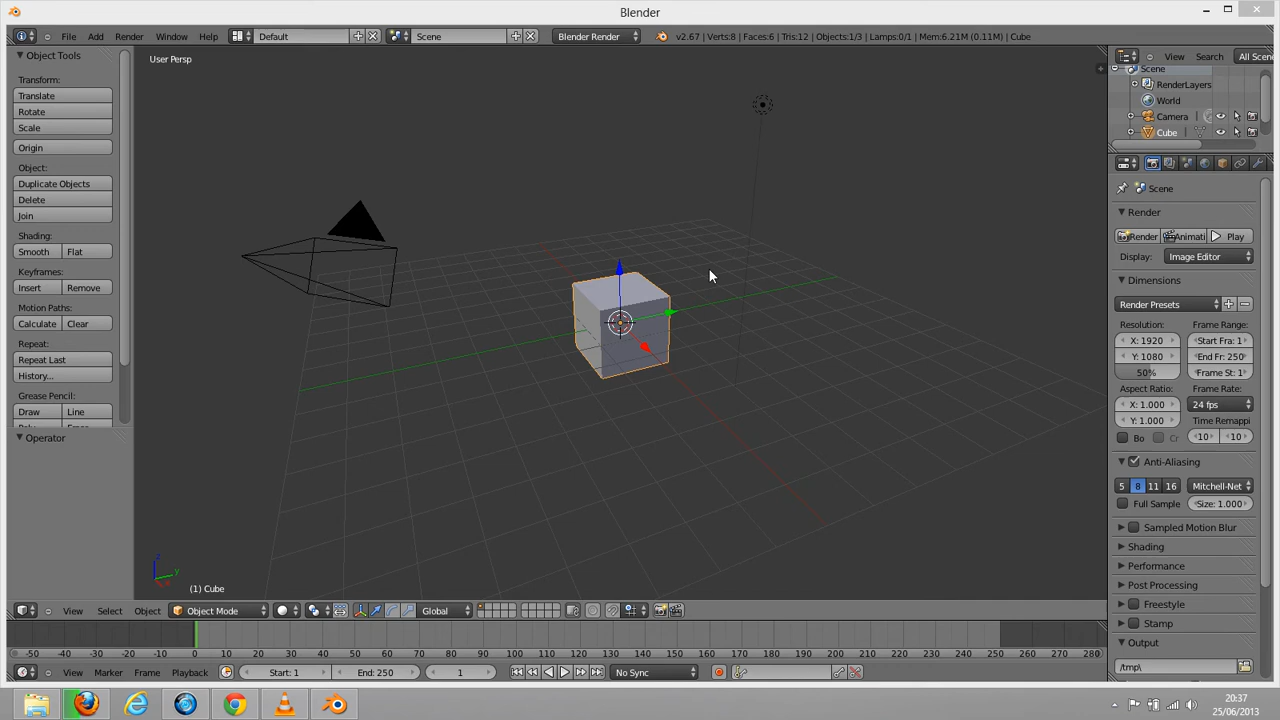 Blender
File Add Render Window Help Default Scene Blender Render v2.67 | Verts:8 | Faces:6 | Tris:12 | Objects:1/3 | Lamps:0/1 | Mem:6.21M (0.11M) | Cube
Object Tools
Transform:
Translate
Rotate
Scale
Origin
Object:
Duplicate Objects
Delete
Join
Shading:
Smooth Flat
Keyframes:
Insert Remove
Motion Paths:
Calculate Clear
Repeat:
Repeat Last
History...
Grease Pencil:
Draw Line
Operator
User Persp
z
y
x
(1) Cube
View Search All Scen
Scene
RenderLayers
World
Camera
Cube
Scene
Render
Render Animati Play
Display: Image Editor
Dimensions
Render Presets
Resolution: Frame Range:
X: 1920 Start Fra: 1
Y: 1080 End Fr: 250
50% Frame St: 1
Aspect Ratio: Frame Rate:
X: 1.000 24 fps
Y: 1.000 Time Remappi
Bo Cr 10 10
Anti-Aliasing
5 8 11 16 Mitchell-Net
Full Sample Size: 1.000
Sampled Motion Blur
Shading
Performance
Post Processing
Freestyle
Stamp
Output
/tmp\
View Select Object Object Mode Global
-50 -40 -30 -20 -10 0 10 20 30 40 50 60 70 80 90 100 110 120 130 140 150 160 170 180 190 200 210 220 230 240 250 260 270 280
View Marker Frame Playback Start: 1 End: 250 1 No Sync
20:37
25/06/2013